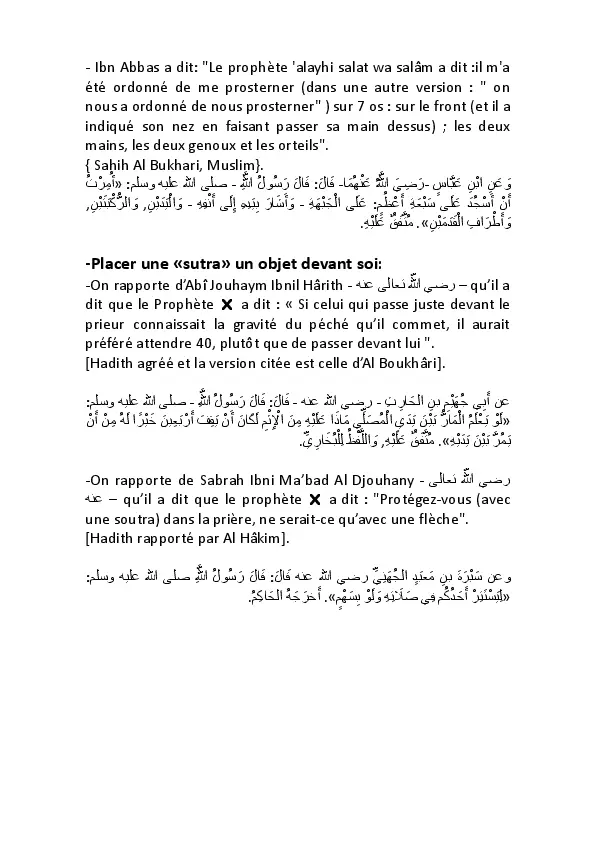 - Ibn Abbas a dit: "Le prophète 'alayhi salat wa salâm a dit :il m'a
été ordonné de me prosterner (dans une autre version : " on
nous a ordonné de nous prosterner" ) sur 7 os : sur le front (et il a
indiqué son nez en faisant passer sa main dessus) ; les deux
mains, les deux genoux et les orteils".
{ Saḥih Al Bukhari, Muslim}.
وَعَنِ ابْنِ عَبَّاسٍ -رَضِيَ اللَّهُ عَنْهُمَا- قَالَ: قَالَ رَسُولُ اللَّهِ - صلى الله عليه وسلم: «أُمِرْتُ
أَنْ أَسْجُدَ عَلَى سَبْعَةِ أَعْظُمٍ: عَلَى الْجَبْهَةِ - وَأَشَارَ بِيَدِهِ إِلَى أَنْفِهِ - وَالْيَدَيْنِ, وَالرُّكْبَتَيْنِ,
وَأَطْرَافِ الْقَدَمَيْنِ». مُتَّفَقٌ عَلَيْهِ.
-Placer une «sutra» un objet devant soi:
-On rapporte d'Abî Jouhaym Ibnil Hârith - رضي الله تعالى عنه – qu'il a
dit que le Prophète ✗ a dit : « Si celui qui passe juste devant le
prieur connaissait la gravité du péché qu'il commet, il aurait
préféré attendre 40, plutôt que de passer devant lui ".
[Hadith agréé et la version citée est celle d'Al Boukhâri].
عن أَبِي جُهَيْمِ بنِ الْحَارِثِ - رضي الله عنه - قَالَ: قَالَ رَسُولُ اللَّهِ - صلى الله عليه وسلم:
«لَوْ يَعْلَمُ الْمَارُّ بَيْنَ يَدَيِ الْمُصَلِّي مَاذَا عَلَيْهِ مِنَ الْإِثْمِ لَكَانَ أَنْ يَقِفَ أَرْبَعِينَ خَيْرًا لَهُ مِنْ أَنْ
يَمُرَّ بَيْنَ يَدَيْهِ». مُتَّفَقٌ عَلَيْهِ, وَاللَّفْظُ لِلْبُخَارِيِّ.
-On rapporte de Sabrah Ibni Ma'bad Al Djouhany - رضي الله تعالى
عنه – qu'il a dit que le prophète ✗ a dit : "Protégez-vous (avec
une soutra) dans la prière, ne serait-ce qu'avec une flèche".
[Hadith rapporté par Al Hâkim].
وعن سَبْرَةَ بنِ مَعبَدٍ الْجُهَنِيِّ رضي الله عنه قَالَ: قَالَ رَسُولُ اللَّهِ صلى الله عليه وسلم:
«لِيَسْتَتِرْ أَحَدُكُم فِي صَلَاتِهِ وَلَوْ بِسَهْمٍ». أَخرَجَهُ الْحَاكِمُ.